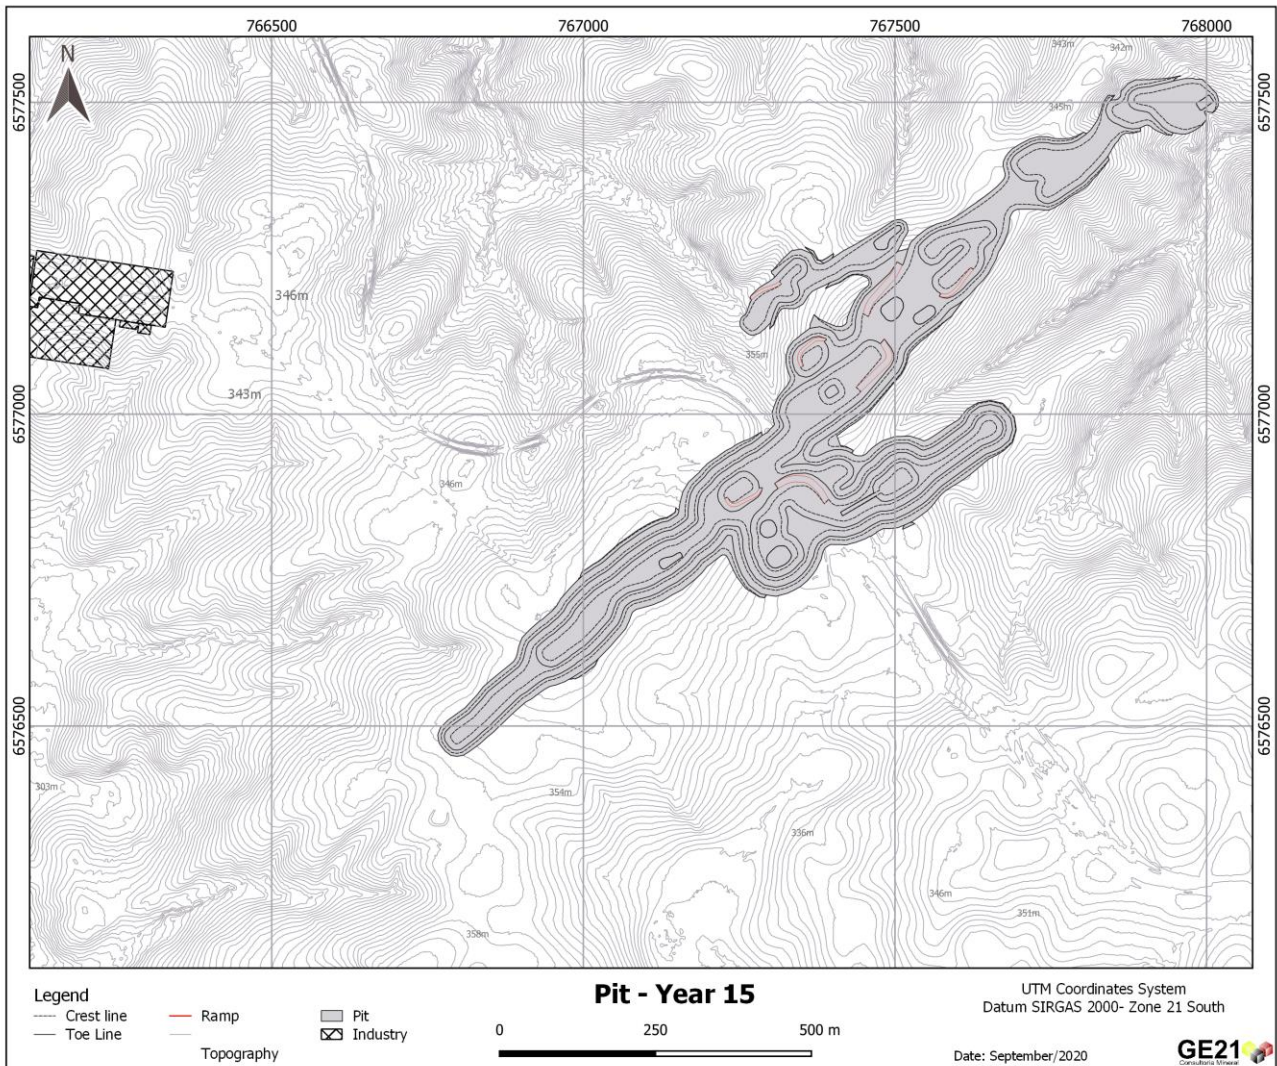 766500 767000 767500 768000
N
343m 342m
6577500 6577500
345m
346m
355m
343m
6577000 6577000
346m
6576500 6576500
303m 354m
336m
346m
351m
358m
Legend
Crest line
Toe Line
Ramp
Topography
Pit
Industry
Pit - Year 15
0 250 500 m
UTM Coordinates System
Datum SIRGAS 2000- Zone 21 South
Date: September/2020
GE21
Consultoria Mineral